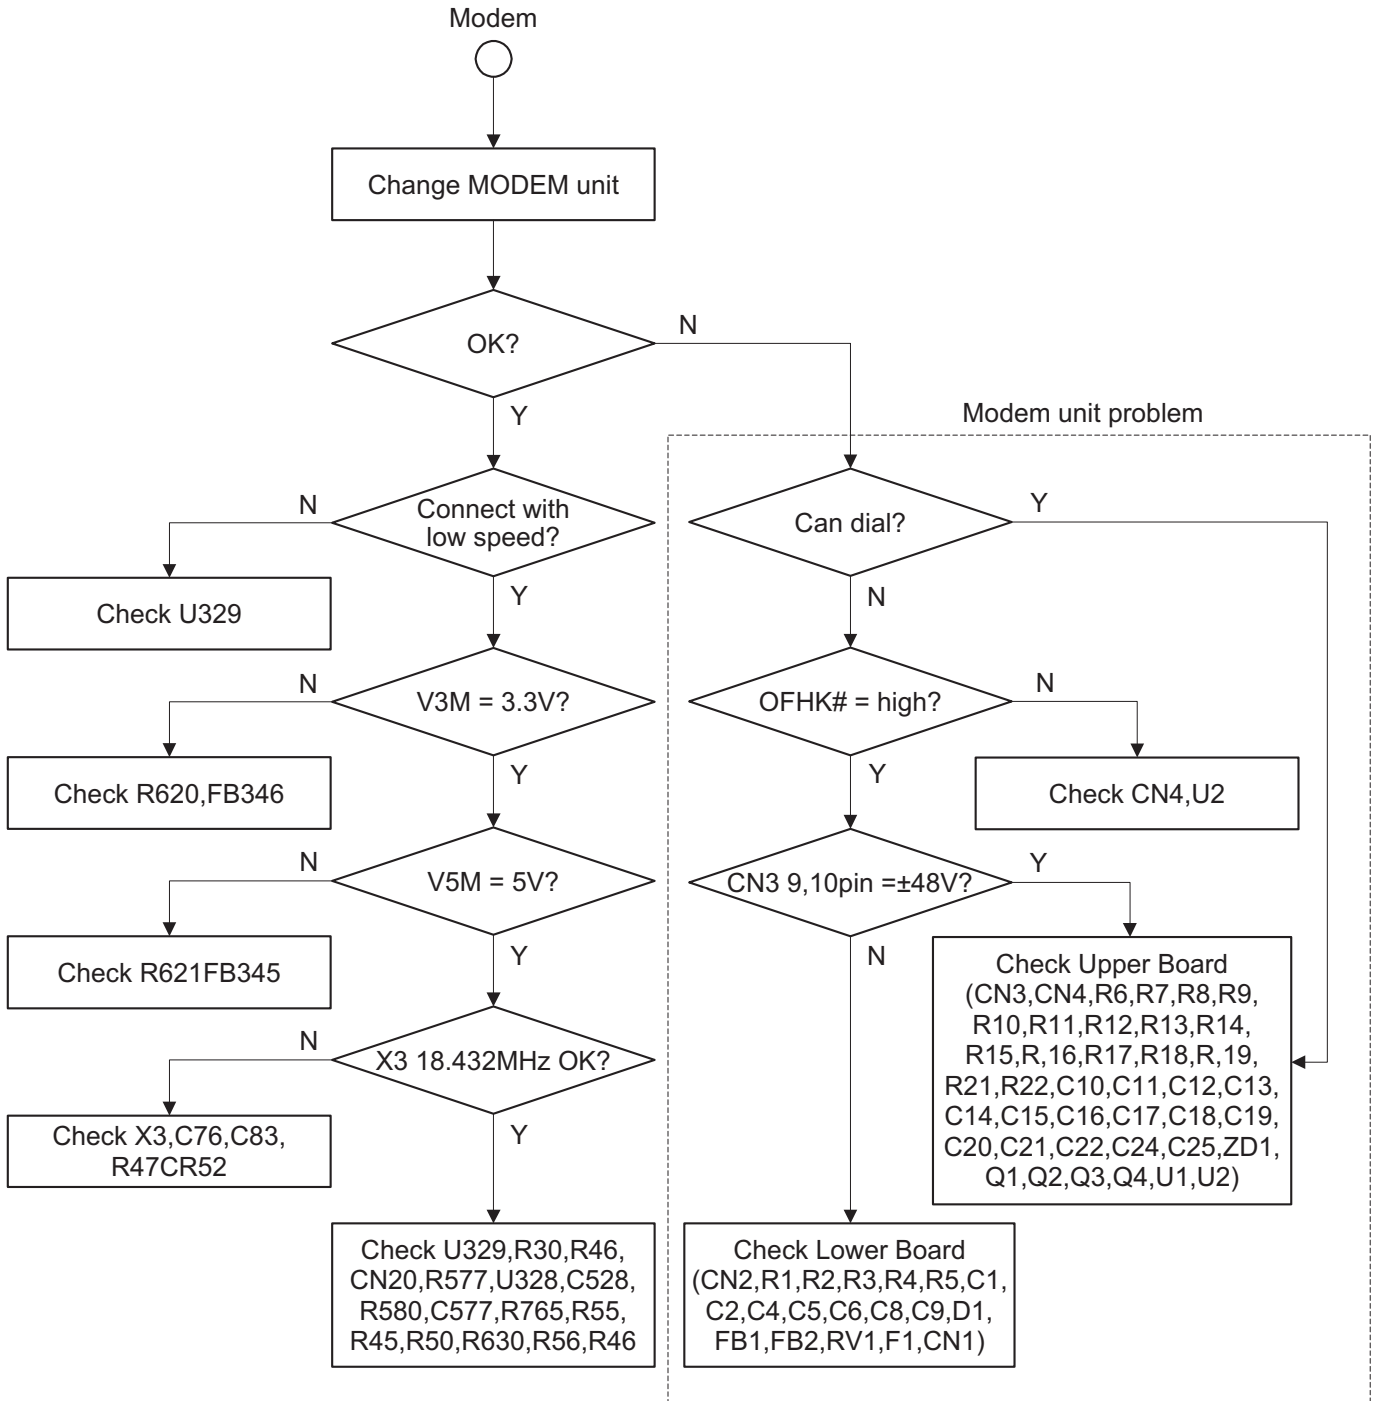 Modem
Change MODEM unit
OK?
N
Y
Modem unit problem
Connect with
low speed?
N
Y
Can dial?
Y
N
Check U329
V3M = 3.3V?
N
Y
OFHK# = high?
N
Y
Check R620,FB346
Check CN4,U2
V5M = 5V?
N
Y
CN3 9,10pin =±48V?
Y
N
Check R621FB345
Check Upper Board
(CN3,CN4,R6,R7,R8,R9,
R10,R11,R12,R13,R14,
R15,R,16,R17,R18,R,19,
R21,R22,C10,C11,C12,C13,
C14,C15,C16,C17,C18,C19,
C20,C21,C22,C24,C25,ZD1,
Q1,Q2,Q3,Q4,U1,U2)
X3 18.432MHz OK?
N
Y
Check X3,C76,C83,
R47CR52
Check U329,R30,R46,
CN20,R577,U328,C528,
R580,C577,R765,R55,
R45,R50,R630,R56,R46
Check Lower Board
(CN2,R1,R2,R3,R4,R5,C1,
C2,C4,C5,C6,C8,C9,D1,
FB1,FB2,RV1,F1,CN1)